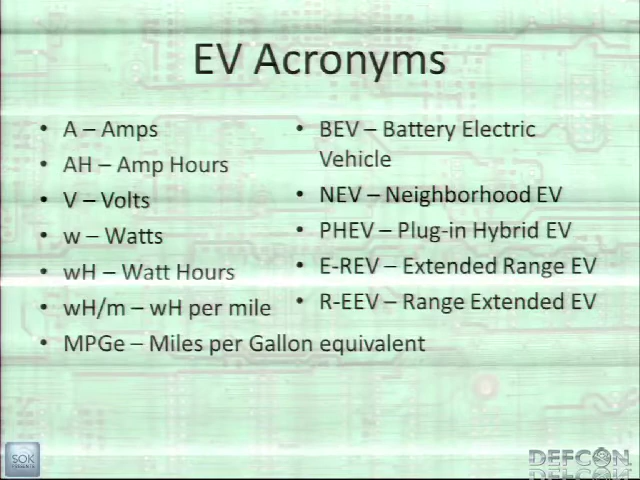 EV Acronyms
• A – Amps
• AH – Amp Hours
• V – Volts
• w – Watts
• wH – Watt Hours
• wH/m – wH per mile
• MPGe – Miles per Gallon equivalent
• BEV – Battery Electric
Vehicle
• NEV – Neighborhood EV
• PHEV – Plug-in Hybrid EV
• E-REV – Extended Range EV
• R-EEV – Range Extended EV
SOK
DEFCON